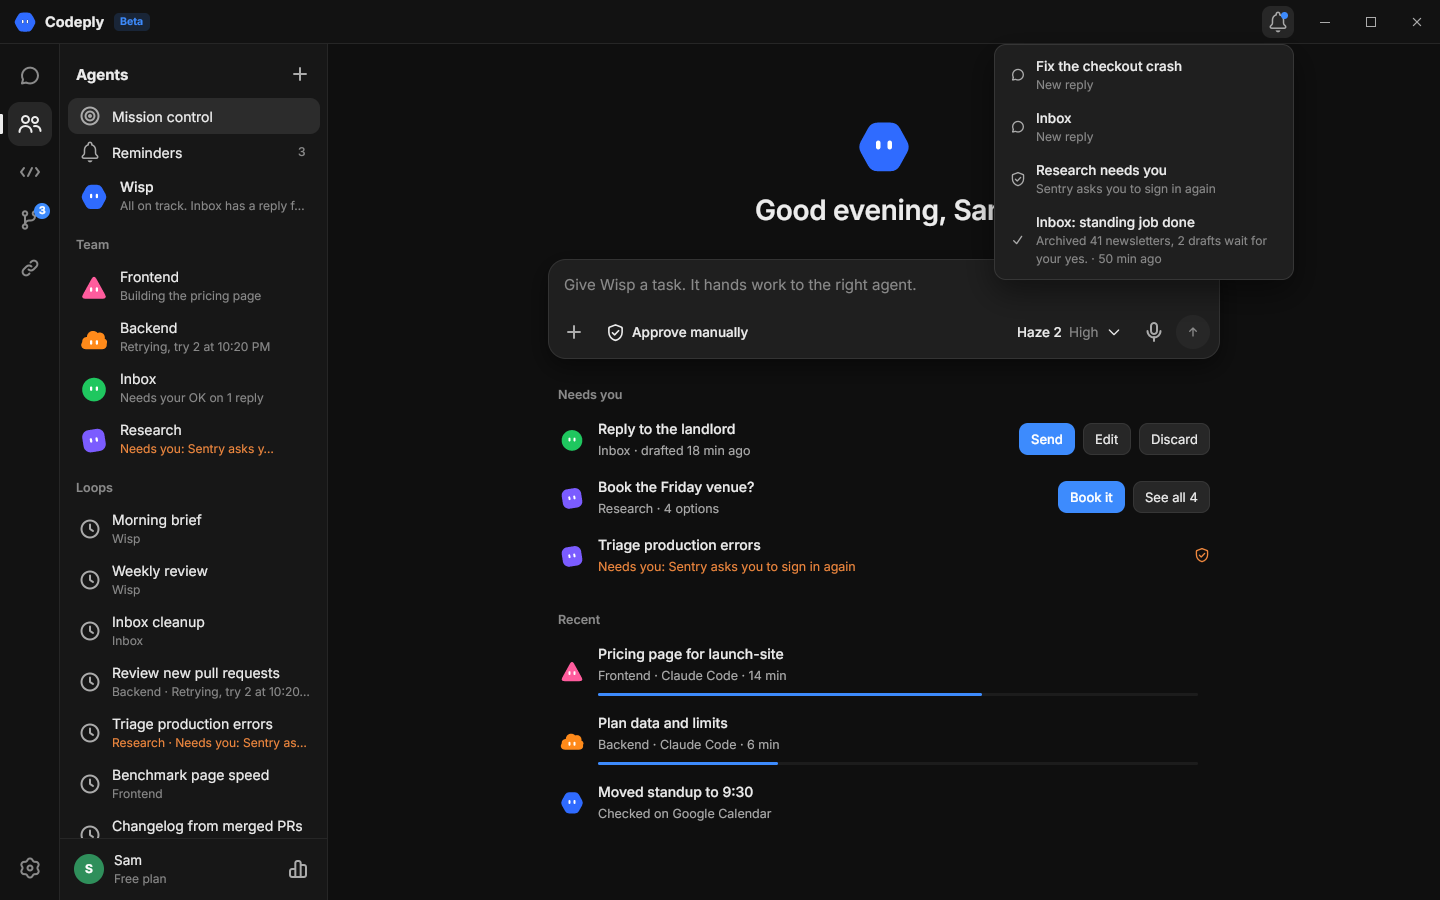 Codeply Beta
Agents
Mission control
Reminders 3
Wisp
All on track. Inbox has a reply f...
Team
Frontend
Building the pricing page
Backend
Retrying, try 2 at 10:20 PM
Inbox
Needs your OK on 1 reply
Research
Needs you: Sentry asks y...
Loops
Morning brief
Wisp
Weekly review
Wisp
Inbox cleanup
Inbox
Review new pull requests
Backend · Retrying, try 2 at 10:20...
Triage production errors
Research · Needs you: Sentry as...
Benchmark page speed
Frontend
Changelog from merged PRs
S
Sam
Free plan
3
Fix the checkout crash
New reply
Inbox
New reply
Research needs you
Sentry asks you to sign in again
Inbox: standing job done
Archived 41 newsletters, 2 drafts wait for
your yes. · 50 min ago
Good evening,
Give Wisp a task. It hands work to the right agent.
Approve manually
Haze 2 High
Needs you
Reply to the landlord
Inbox · drafted 18 min ago
Send Edit Discard
Book the Friday venue?
Research · 4 options
Book it See all 4
Triage production errors
Needs you: Sentry asks you to sign in again
Recent
Pricing page for launch-site
Frontend · Claude Code · 14 min
Plan data and limits
Backend · Claude Code · 6 min
Moved standup to 9:30
Checked on Google Calendar